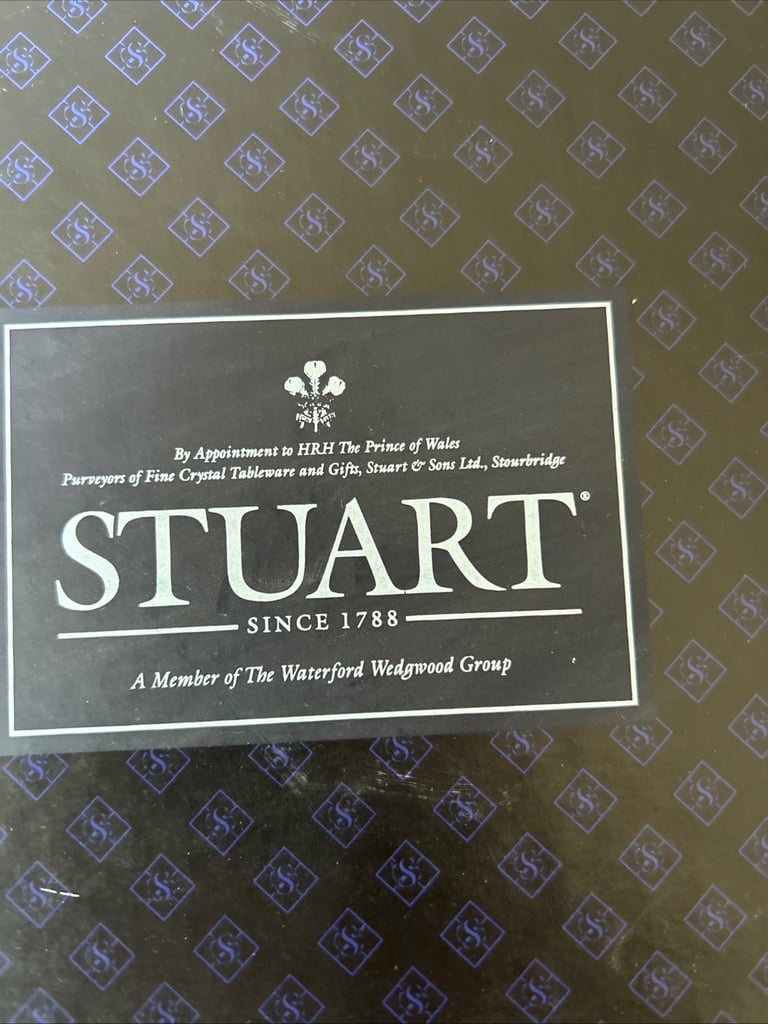 By Appointment to HRH The Prince of Wales
Purveyors of Fine Crystal Tableware and Gifts, Stuart & Sons Ltd., Stourbridge
STUART®
SINCE 1788
A Member of The Waterford Wedgwood Group